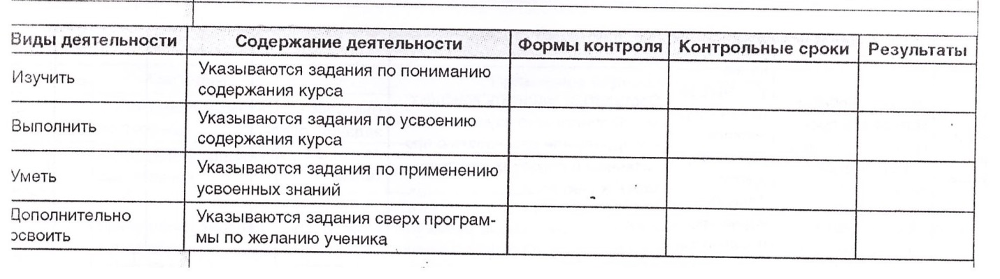 Виды деятельности Содержание деятельности Формы контроля Контрольные сроки Результаты
Изучить
Указываются задания по пониманию
содержания курса
Выполнить
Указываются задания по усвоению
содержания курса
Уметь
Указываются задания по применению
усвоенных знаний
Дополнительно
освоить
Указываются задания сверх програм-
мы по желанию ученика